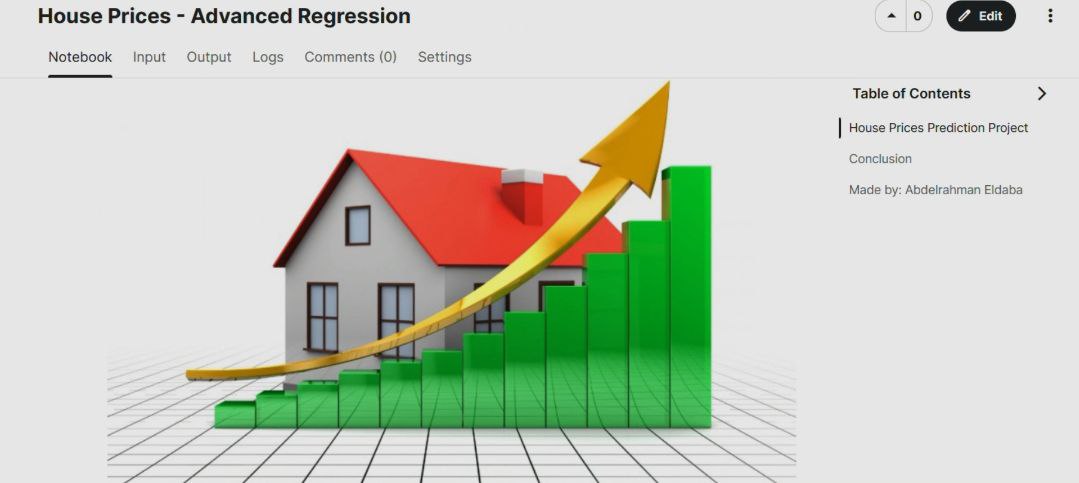 House Prices - Advanced Regression
0
Edit
Notebook Input Output Logs Comments (0) Settings
Table of Contents
House Prices Prediction Project
Conclusion
Made by: Abdelrahman Eldaba